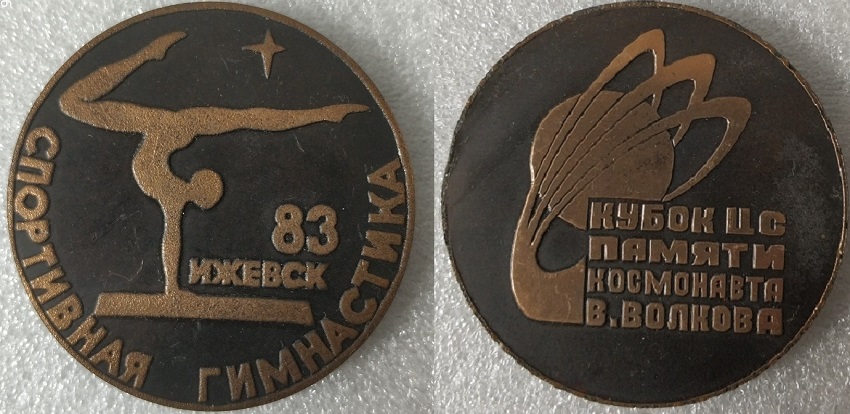 СПОРТИВНАЯ ГИМНАСТИКА
83
ИЖЕВСК
КУБОК ЦС
ПАМЯТИ
КОСМОНАВТА
В.ВОЛКОВА